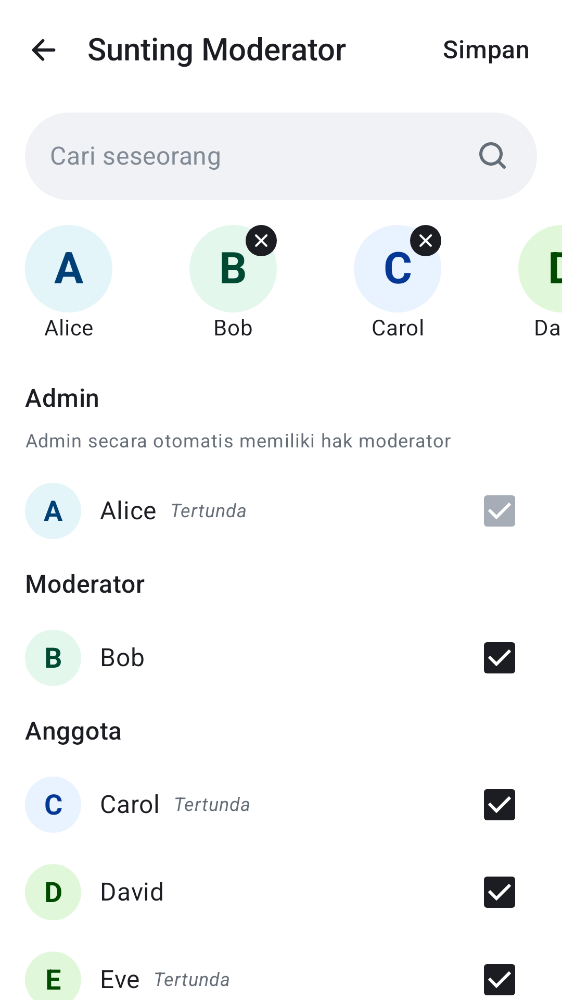 Sunting Moderator Simpan
Cari seseorang
A B C D
Alice Bob Carol Da
Admin
Admin secara otomatis memiliki hak moderator
A Alice Tertunda
Moderator
B Bob
Anggota
C Carol Tertunda
D David
E Eve Tertunda